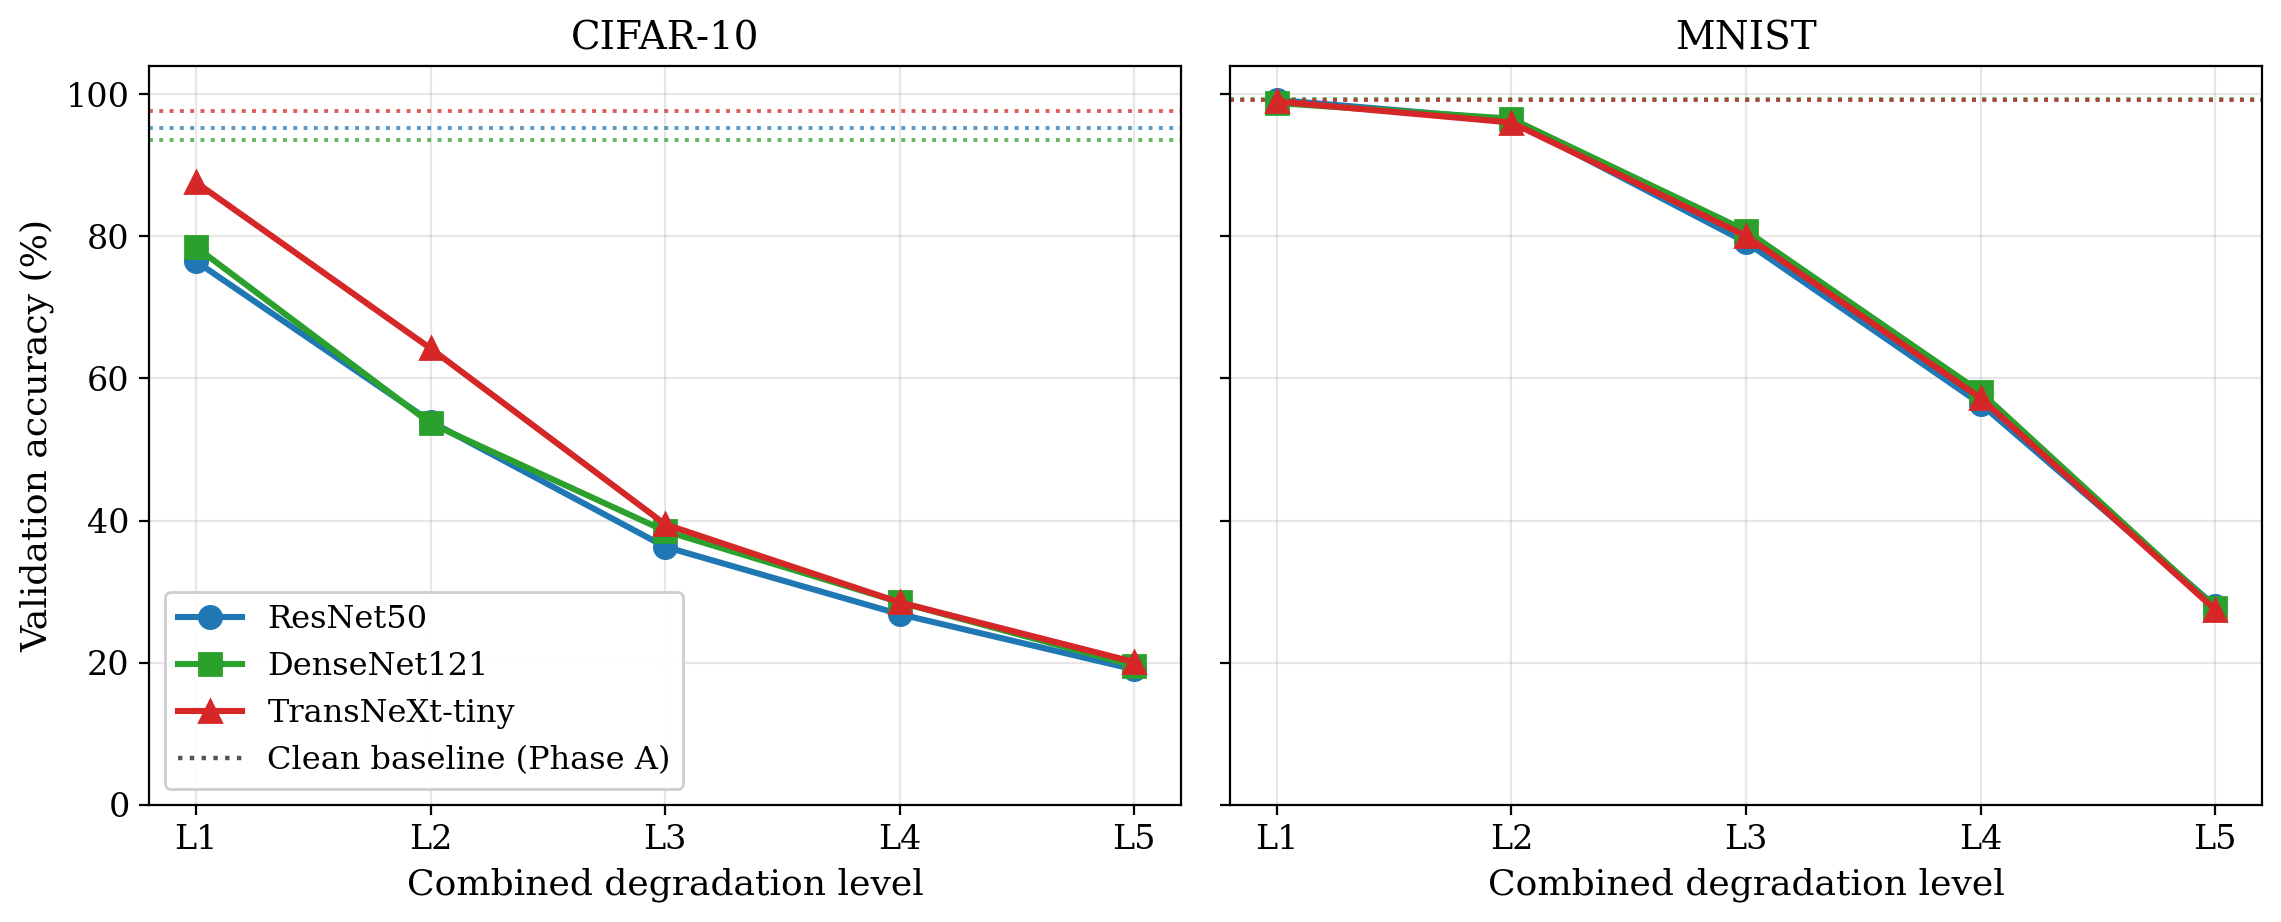 CIFAR-10
MNIST
Validation accuracy (%)
100
80
60
40
20
0
ResNet50
DenseNet121
TransNeXt-tiny
Clean baseline (Phase A)
L1 L2 L3 L4 L5
L1 L2 L3 L4 L5
Combined degradation level
Combined degradation level